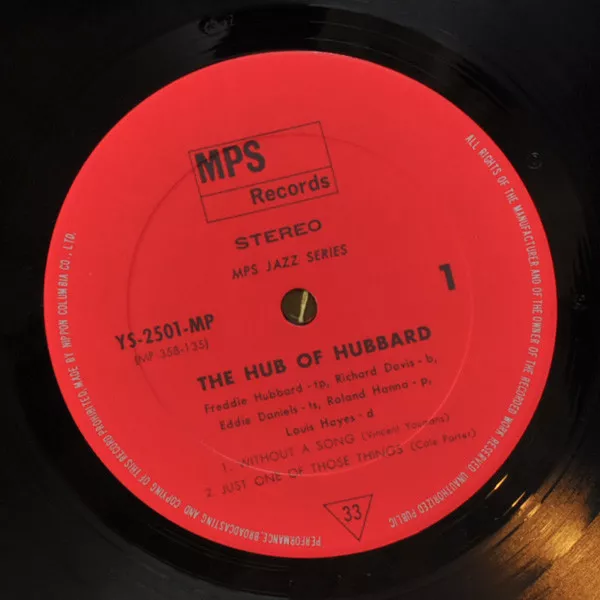 MPS
Records
STEREO
MPS JAZZ SERIES
1
YS-2501-MP
(MP 358-135)
THE HUB OF HUBBARD
Freddie Hubbard - tp, Richard Davis - b,
Eddie Daniels - ts, Roland Hanna - p,
Louis Hayes - d
1. WITHOUT A SONG (Vincent Youmans)
2. JUST ONE OF THOSE THINGS (Cole Porter)
33
ALL RIGHTS OF THE MANUFACTURER AND OF THE OWNER OF THE RECORDED WORK RESERVED. UNAUTHORIZED PUBLIC PERFORMANCE, BROADCASTING AND COPYING OF THIS RECORD PROHIBITED, MADE BY NIPPON COLUMBIA CO., LTD.